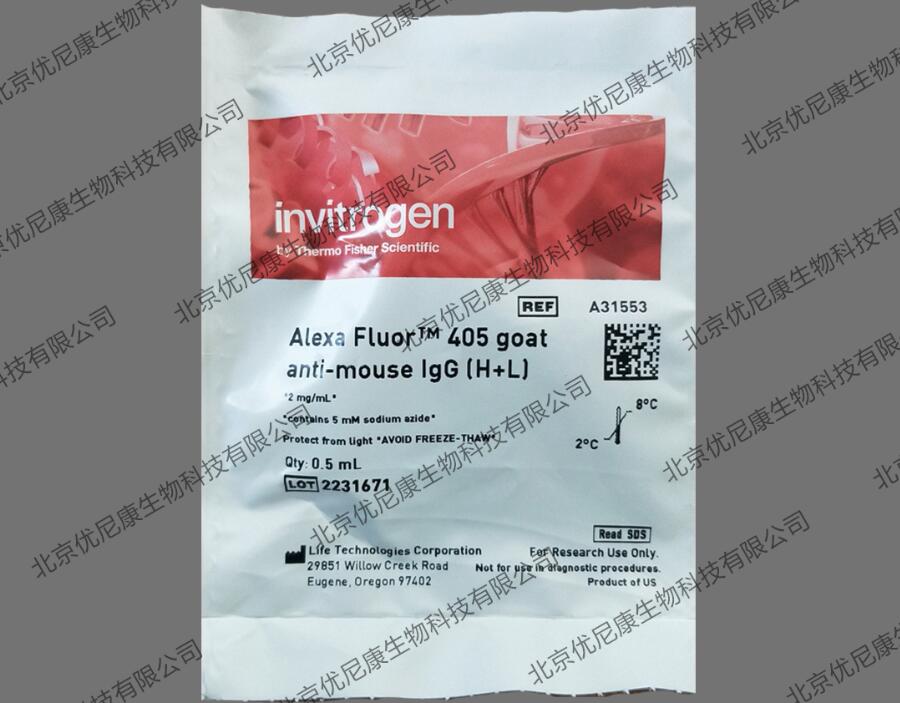 invitrogen
by Thermo Fisher Scientific
REF A31553
Alexa Fluor™ 405 goat
anti-mouse IgG (H+L)
*2 mg/mL*
*contains 5 mM sodium azide*
Protect from light *AVOID FREEZE-THAW*
8°C
2°C
Qty: 0.5 mL
LOT 2231671
Read SDS
Life Technologies Corporation
29851 Willow Creek Road
Eugene, Oregon 97402
For Research Use Only.
Not for use in diagnostic procedures.
Product of US
北京优尼康生物科技有限公司